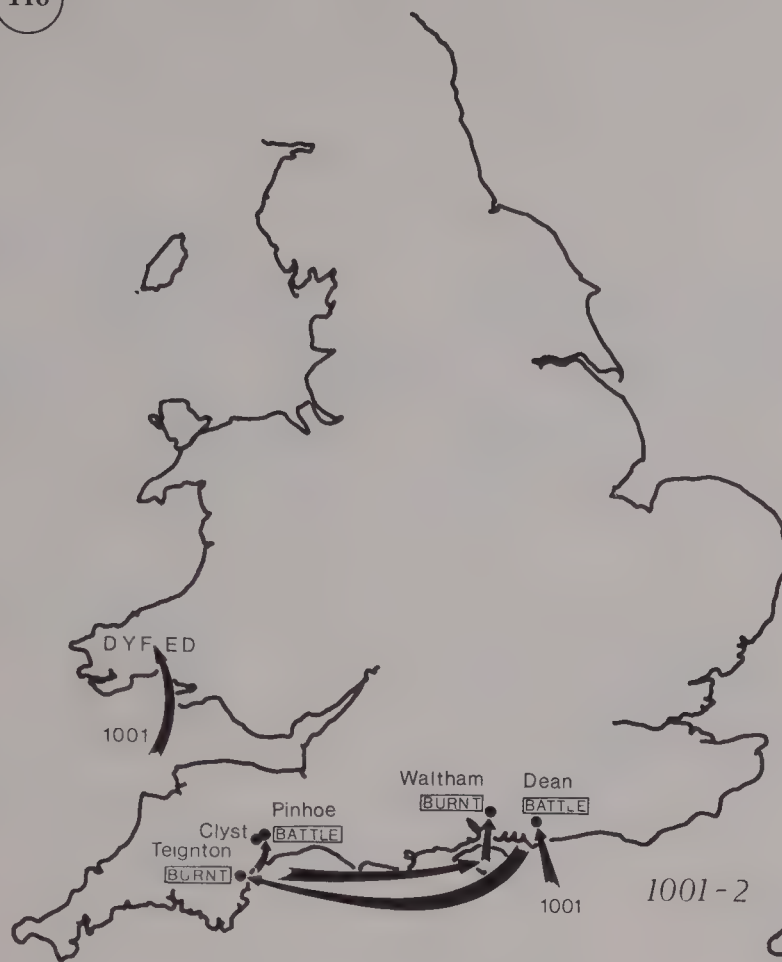 DYFED
1001
Waltham
BURNT
Dean
BATTLE
Pinhoe
BATTLE
Clyst
Teignton
BURNT
1001
1001-2